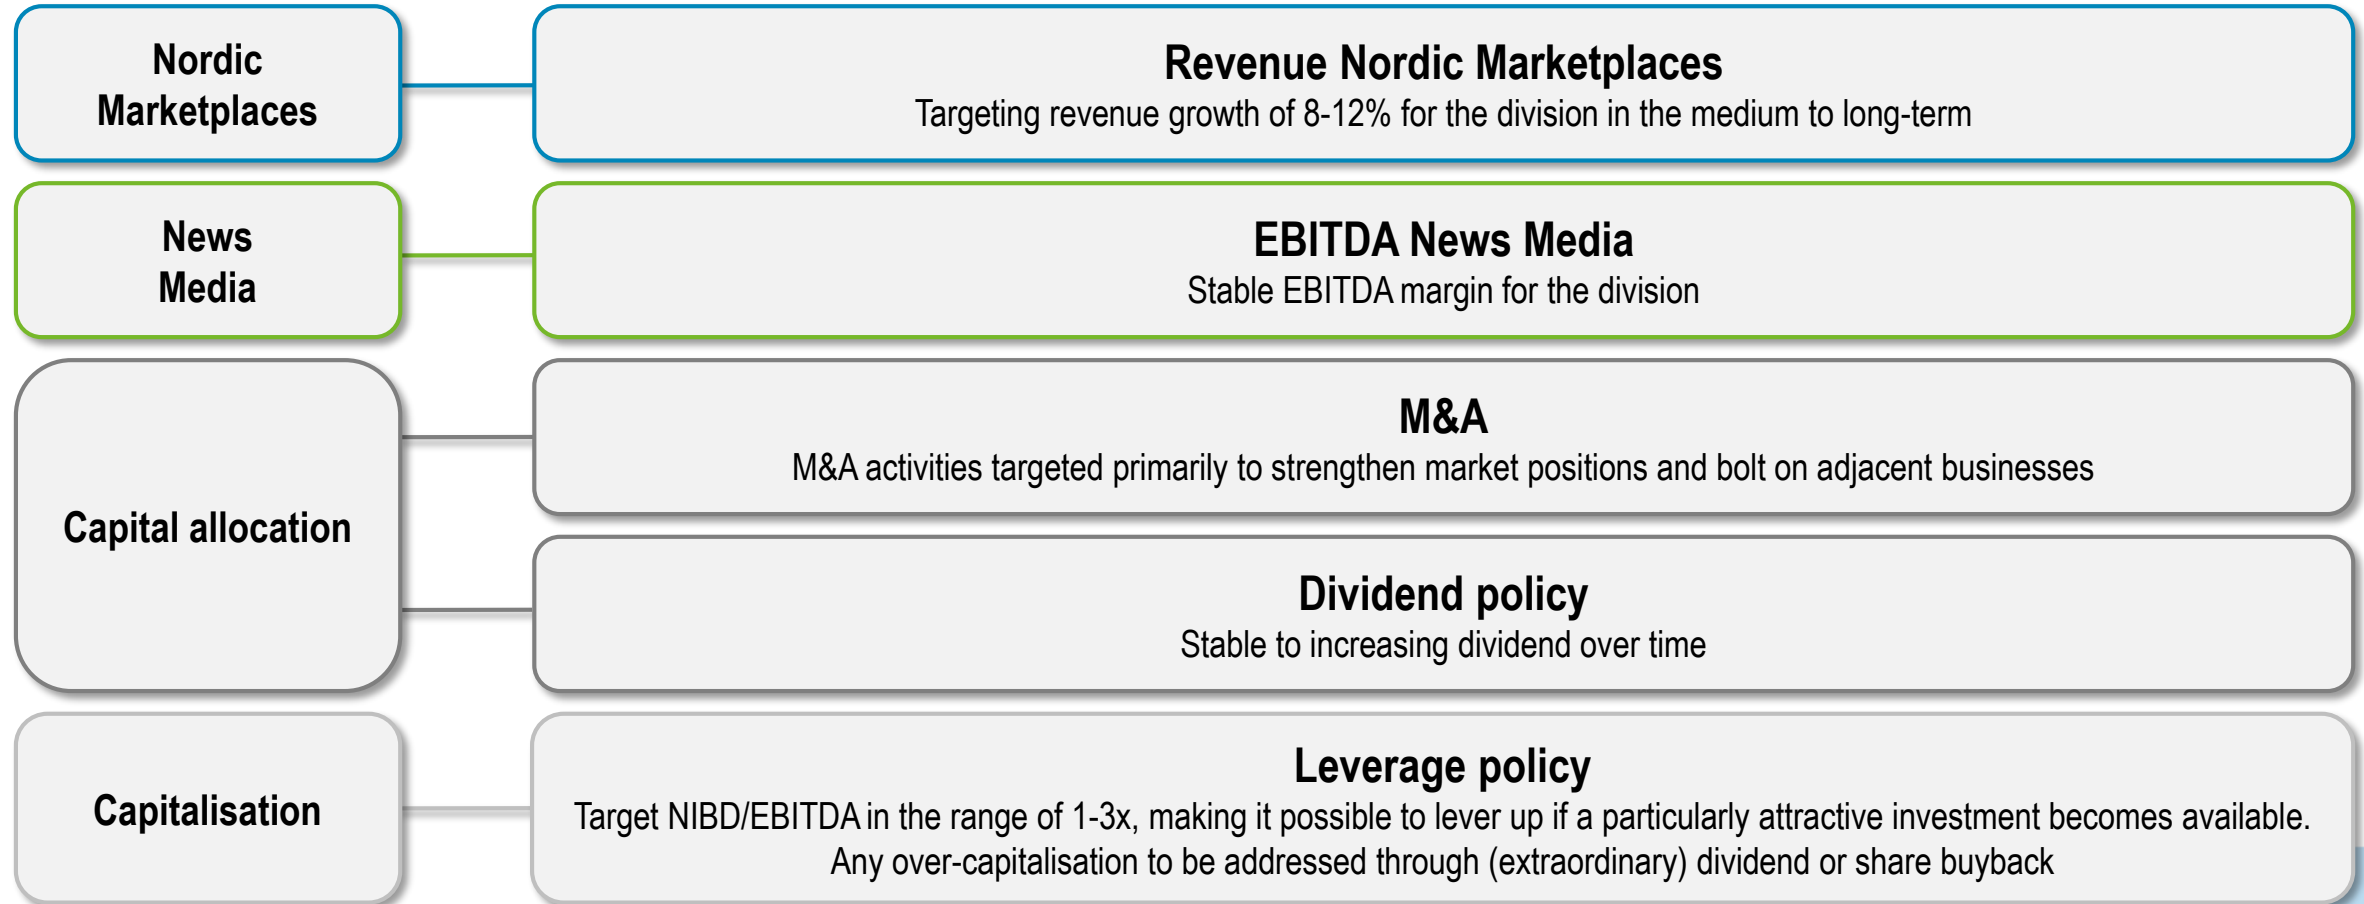 Nordic
Marketplaces
Revenue Nordic Marketplaces
Targeting revenue growth of 8-12% for the division in the medium to long-term
News
Media
EBITDA News Media
Stable EBITDA margin for the division
Capital allocation
M&A
M&A activities targeted primarily to strengthen market positions and bolt on adjacent businesses
Dividend policy
Stable to increasing dividend over time
Capitalisation
Leverage policy
Target NIBD/EBITDA in the range of 1-3x, making it possible to lever up if a particularly attractive investment becomes available.
Any over-capitalisation to be addressed through (extraordinary) dividend or share buyback